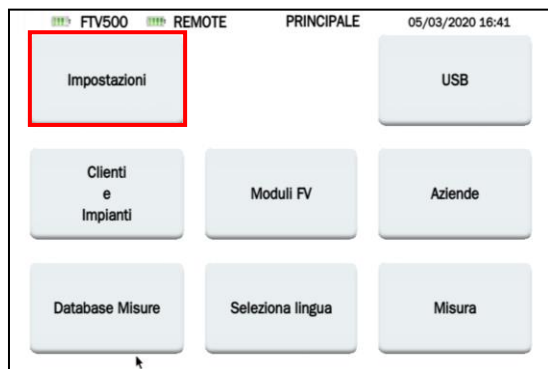 FTV500 REMOTE PRINCIPALE 05/03/2020 16:41
Impostazioni
USB
Clienti
e
Impianti
Moduli FV
Aziende
Database Misure
Seleziona lingua
Misura